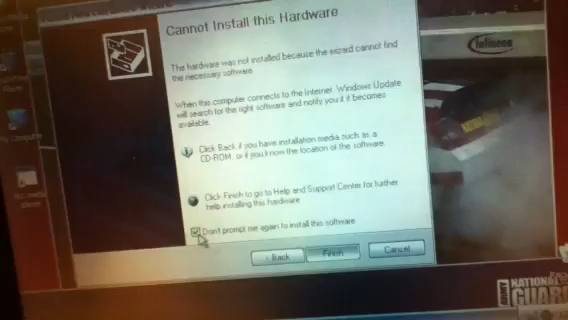 Cannot Install this Hardware
The hardware was not installed because the wizard cannot find
the necessary software.
When this computer connects to the Internet, Windows Update
will search for the right software and notify you if it becomes
available.
Click Back if you have installation media such as a
CD-ROM, or if you know the location of the software.
Click Finish to go to Help and Support Center for further
help installing this hardware
Don't prompt me again to install this software
< Back
Finish
Cancel
Infineon
ARMY
NATIONAL
GUARD